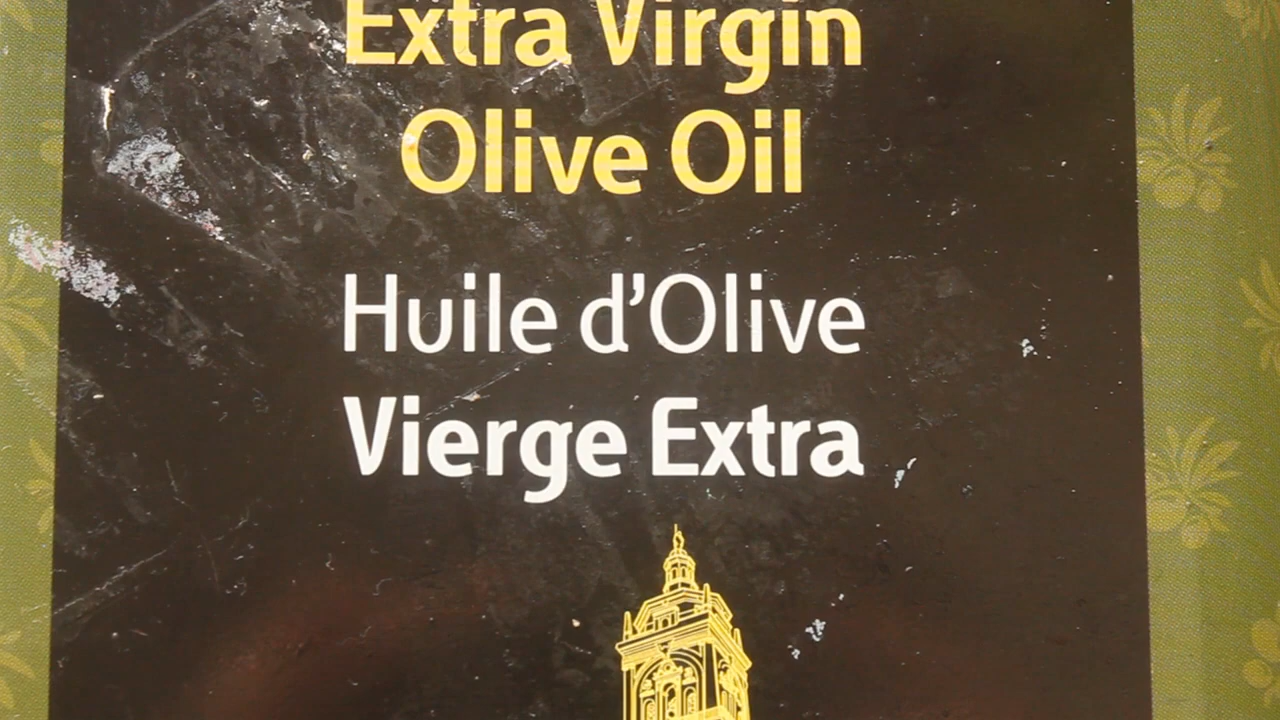 Extra Virgin
Olive Oil
Huile d’Olive
Vierge Extra